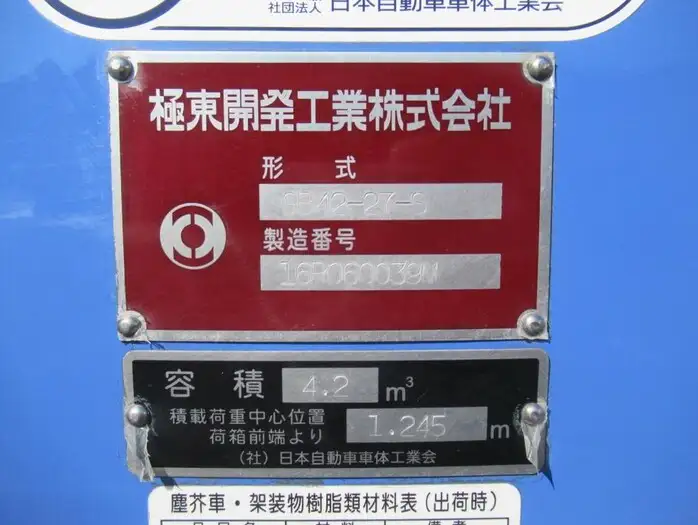 社団法人 日本自動車車体工業会
極東開発工業株式会社
形式
製造番号
容積 4.2 m³
積載荷重中心位置
荷箱前端より 1.245 m
(社)日本自動車車体工業会
塵芥車・架装物樹脂類材料表(出荷時)